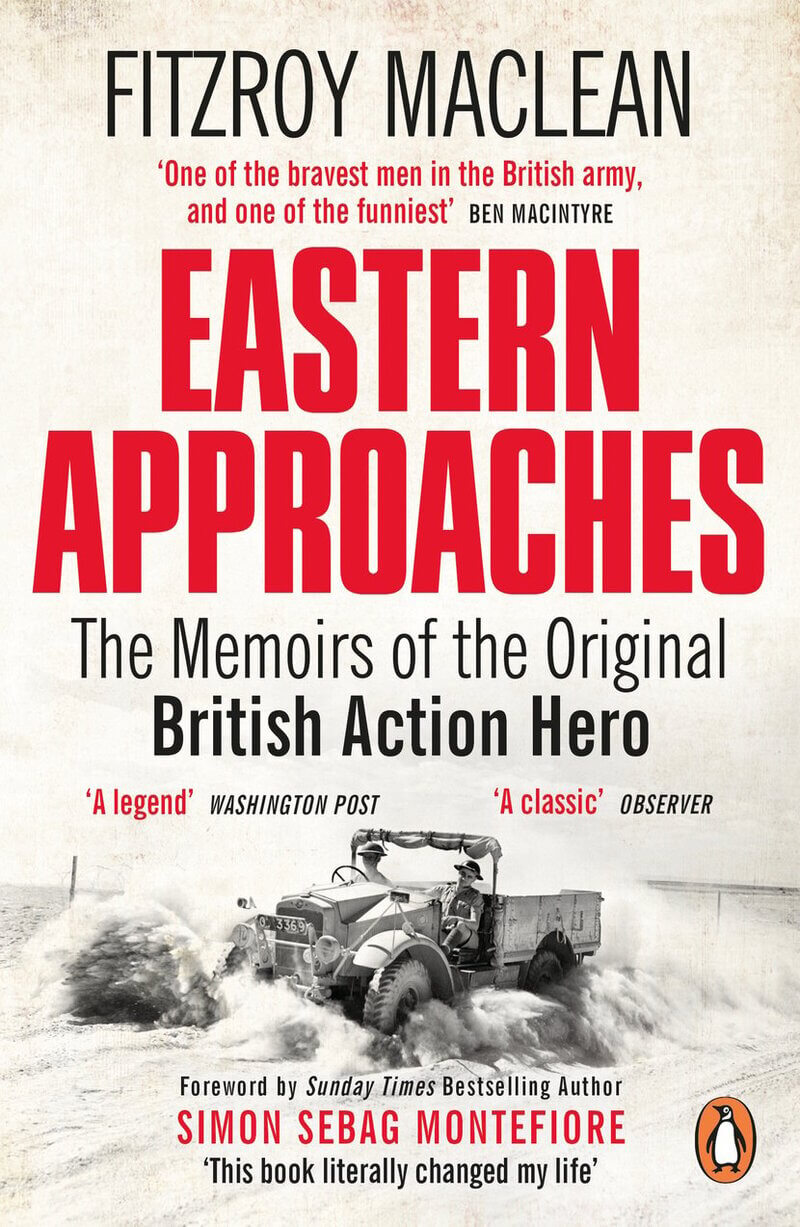 FITZROY MACLEAN
‘One of the bravest men in the British army,
and one of the funniest’ BEN MACINTYRE
EASTERN
APPROACHES
The Memoirs of the Original
British Action Hero
‘A legend’ WASHINGTON POST
‘A classic’ OBSERVER
3369
Foreword by Sunday Times Bestselling Author
SIMON SEBAG MONTEFIORE
‘This book literally changed my life’